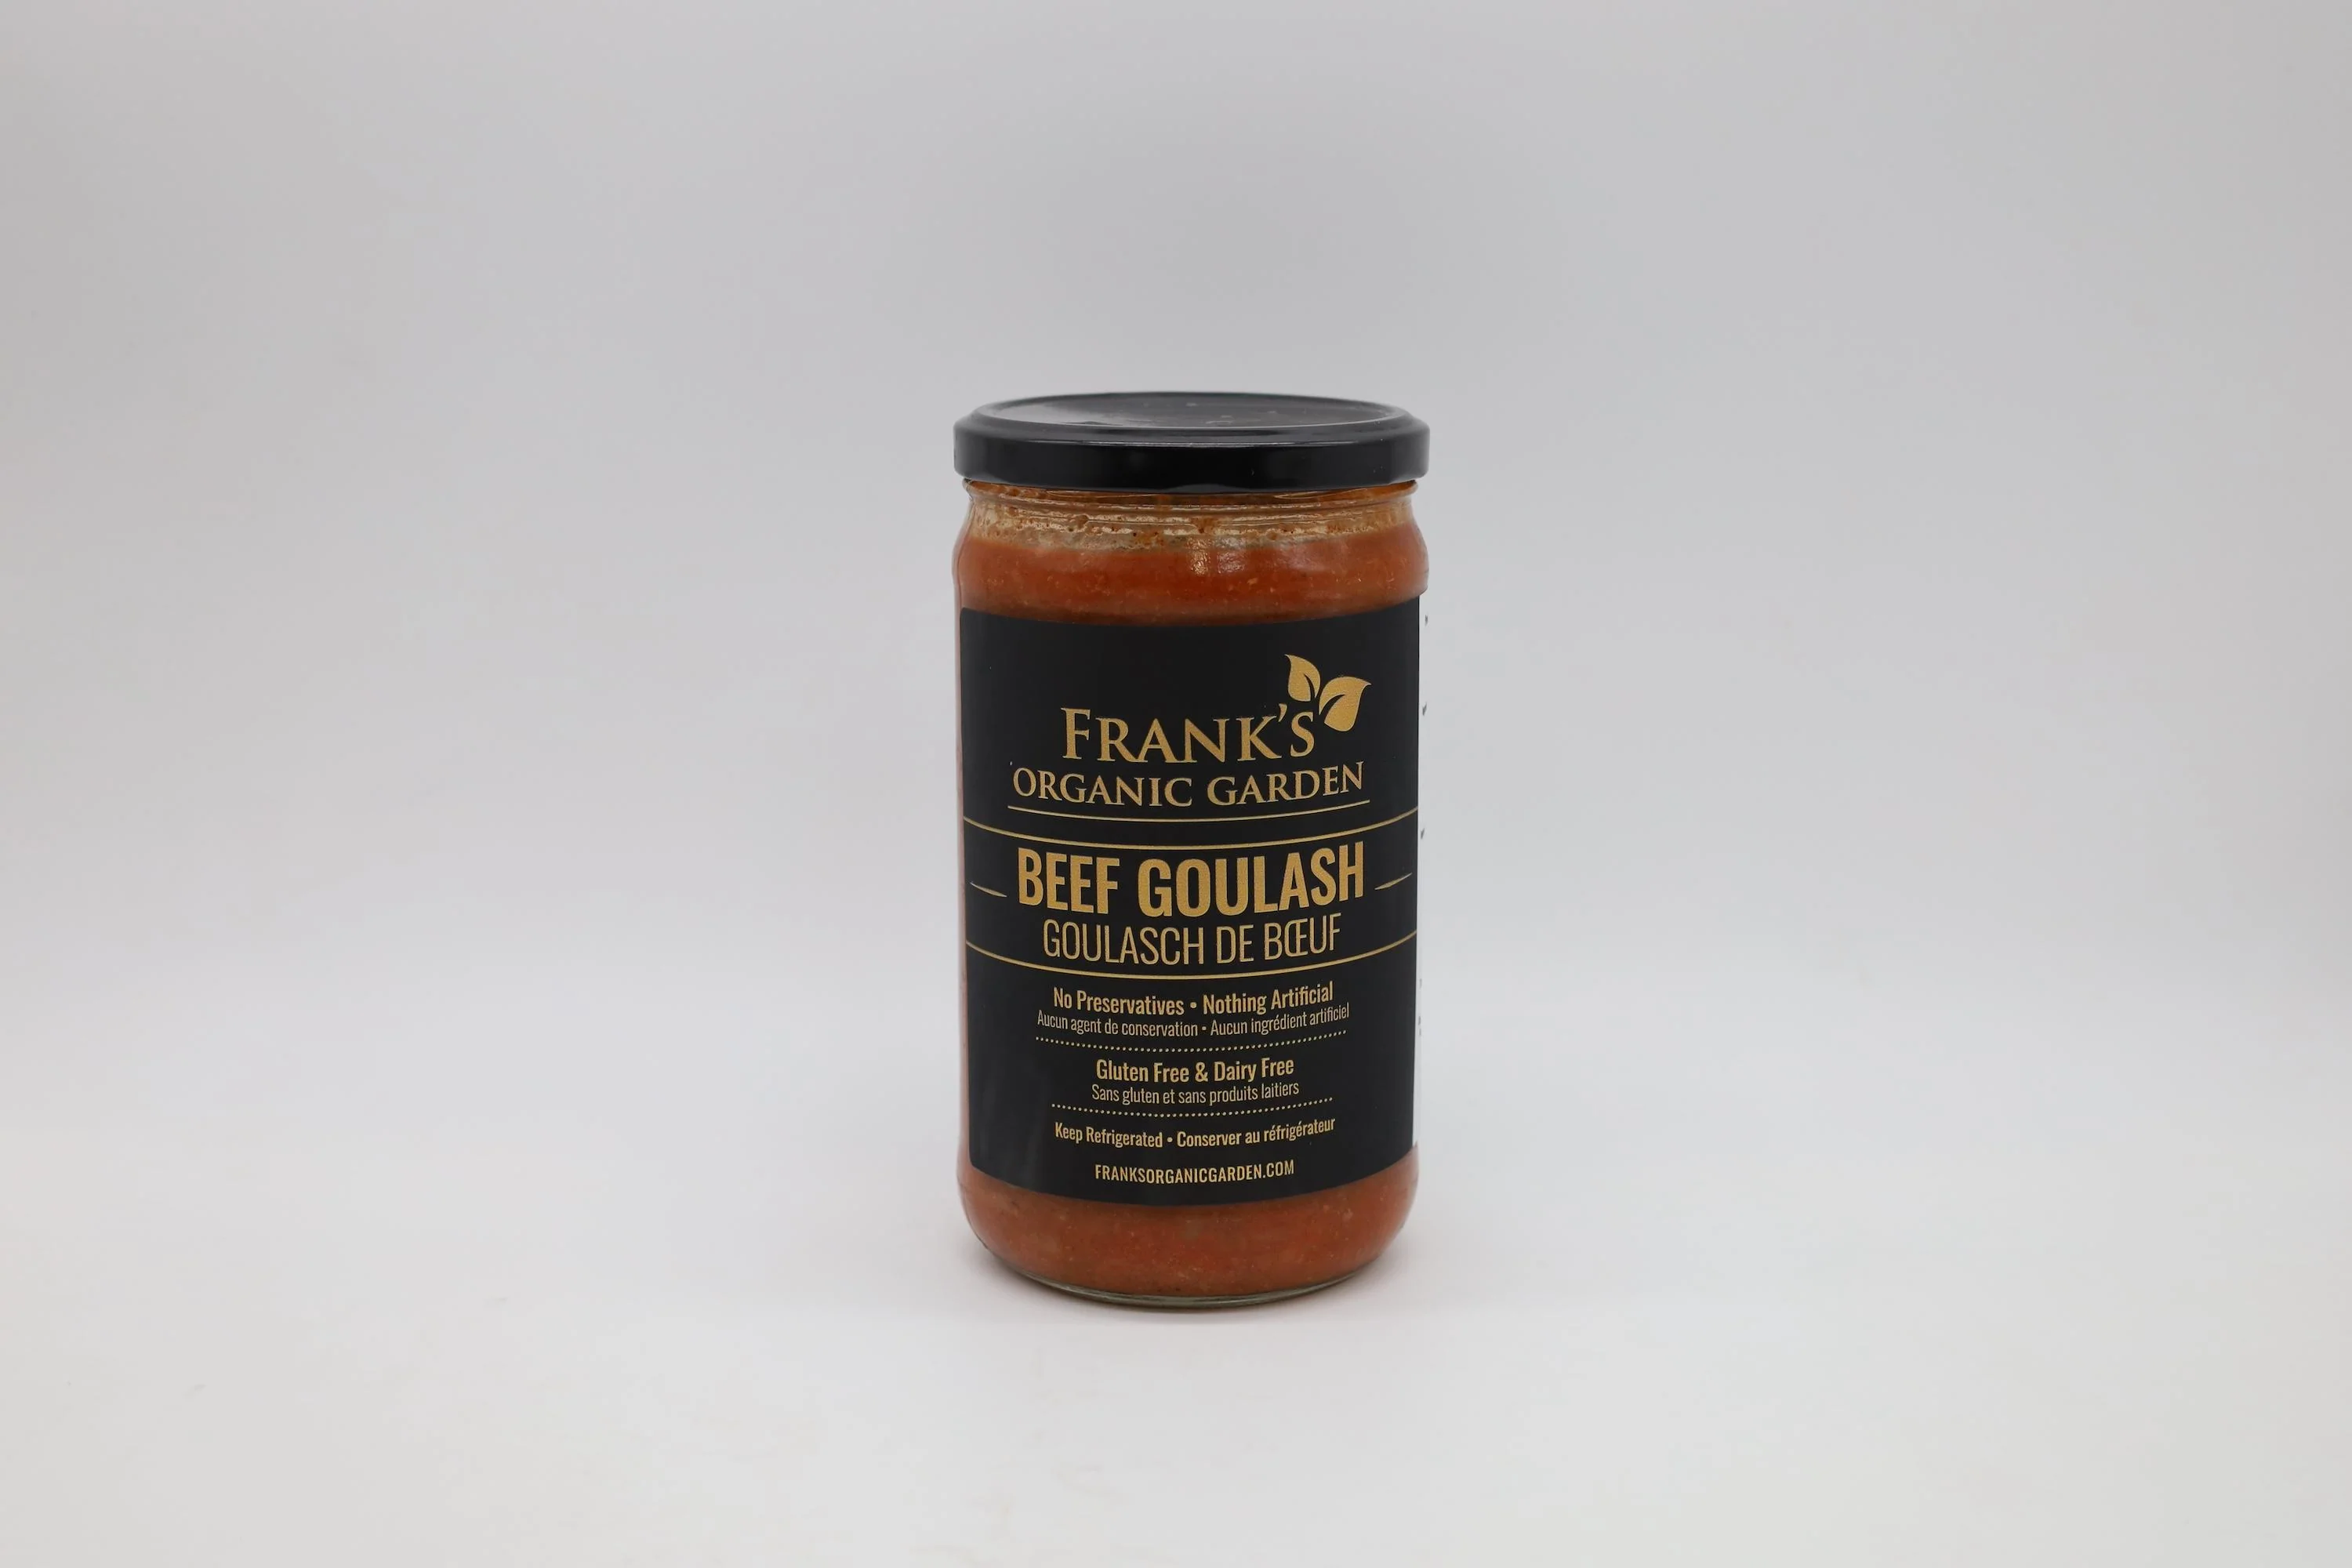 FRANK'S
ORGANIC GARDEN
BEEF GOULASH
GOULASCH DE BŒUF
No Preservatives • Nothing Artificial
Aucun agent de conservation • Aucun ingrédient artificiel
Gluten Free & Dairy Free
Sans gluten et sans produits laitiers
Keep Refrigerated • Conserver au réfrigérateur
FRANKSORGANICGARDEN.COM